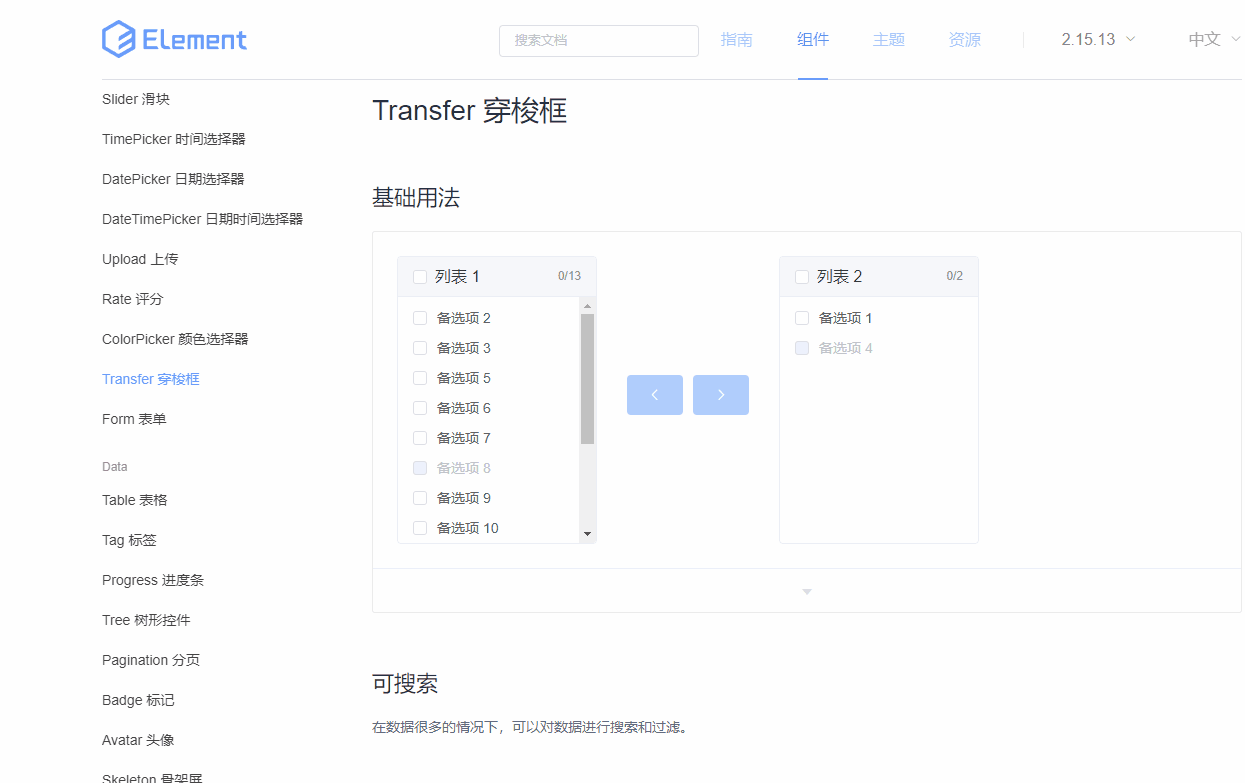 Element
搜索文档
指南
组件
主题
资源
2.15.13
中文
Slider 滑块
TimePicker 时间选择器
DatePicker 日期选择器
DateTimePicker 日期时间选择器
Upload 上传
Rate 评分
ColorPicker 颜色选择器
Transfer 穿梭框
Form 表单
Data
Table 表格
Tag 标签
Progress 进度条
Tree 树形控件
Pagination 分页
Badge 标记
Avatar 头像
Skeleton 骨架屏
Transfer 穿梭框
基础用法
列表 1
0/13
备选项 2
备选项 3
备选项 5
备选项 6
备选项 7
备选项 8
备选项 9
备选项 10
列表 2
0/2
备选项 1
备选项 4
可搜索
在数据很多的情况下，可以对数据进行搜索和过滤。